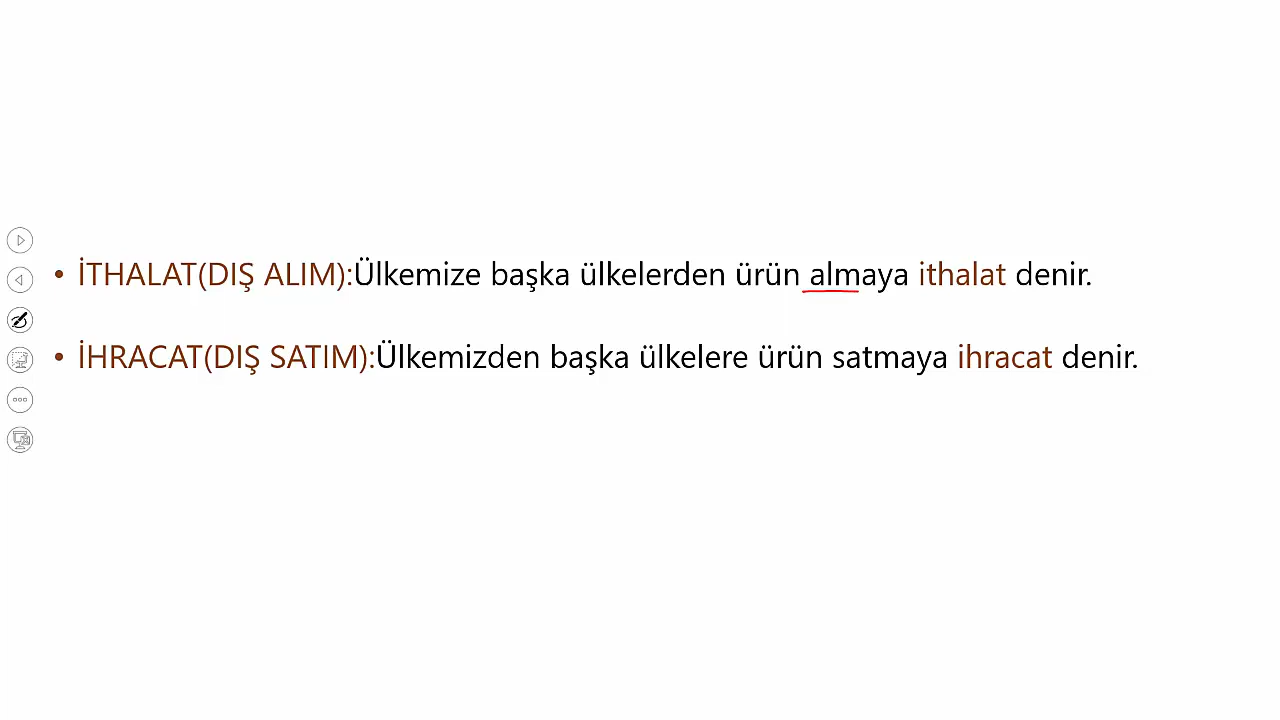 • İTHALAT(DIŞ ALIM):Ülkemize başka ülkelerden ürün almaya ithalat denir.
• İHRACAT(DIŞ SATIM):Ülkemizden başka ülkelere ürün satmaya ihracat denir.